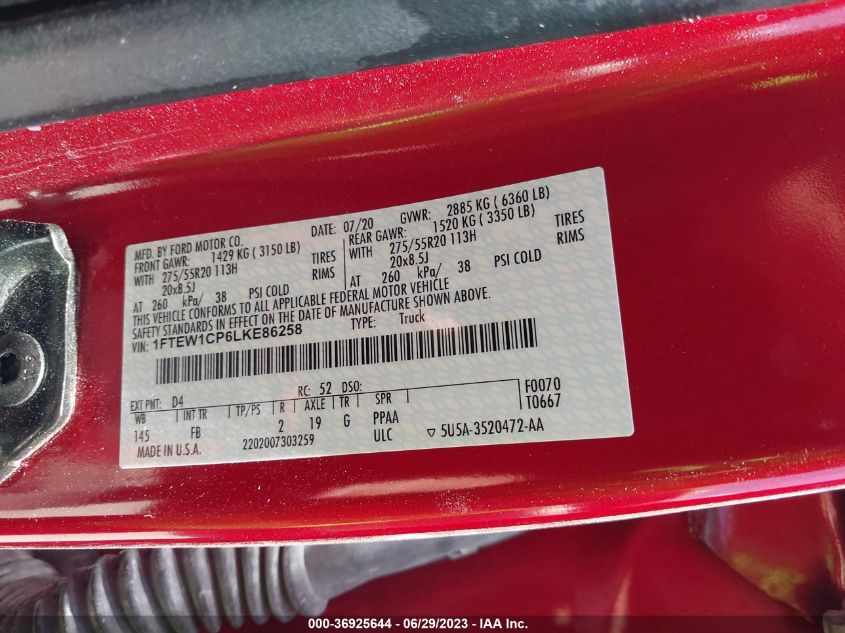 MFD. BY FORD MOTOR CO.
DATE: 07/20 GVWR: 2885 KG ( 6360 LB)
FRONT GAWR: 1429 KG ( 3150 LB)
REAR GAWR: 1520 KG ( 3350 LB)
WITH 275/55R20 113H TIRES
WITH 275/55R20 113H TIRES
20x8.5J RIMS
20x8.5J RIMS
AT 260 kPa/ 38 PSI COLD
AT 260 kPa/ 38 PSI COLD
THIS VEHICLE CONFORMS TO ALL APPLICABLE FEDERAL MOTOR VEHICLE
SAFETY STANDARDS IN EFFECT ON THE DATE OF MANUFACTURE SHOWN ABOVE.
VIN: 1FTEW1CP6LKE86258 TYPE: Truck
EXT PNT: D4 RC: 52 DSO:
WB INT TR TP/PS R AXLE TR SPR F0070
145 FB 2 19 G PPAA T0667
MADE IN U.S.A. 2202007303259 ULC ▽ 5U5A-3520472-AA
000-36925644 / 06/29/2023 - IAA Inc.